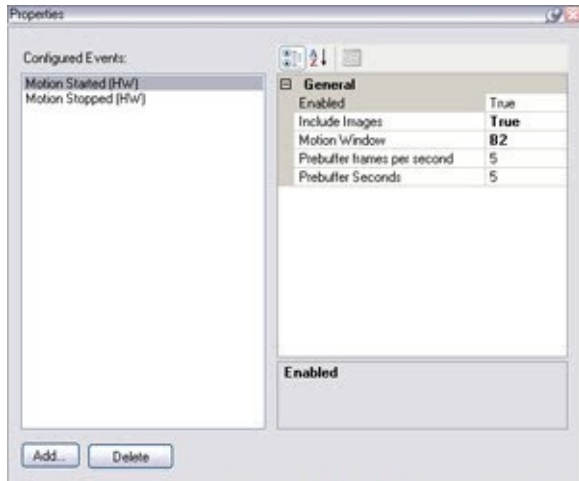 Properties
Configured Events:
Motion Started (HW)
Motion Stopped (HW)
General
Enabled True
Include Images True
Motion Window B2
Prebuffer frames per second 5
Prebuffer Seconds 5
Enabled
Add... Delete